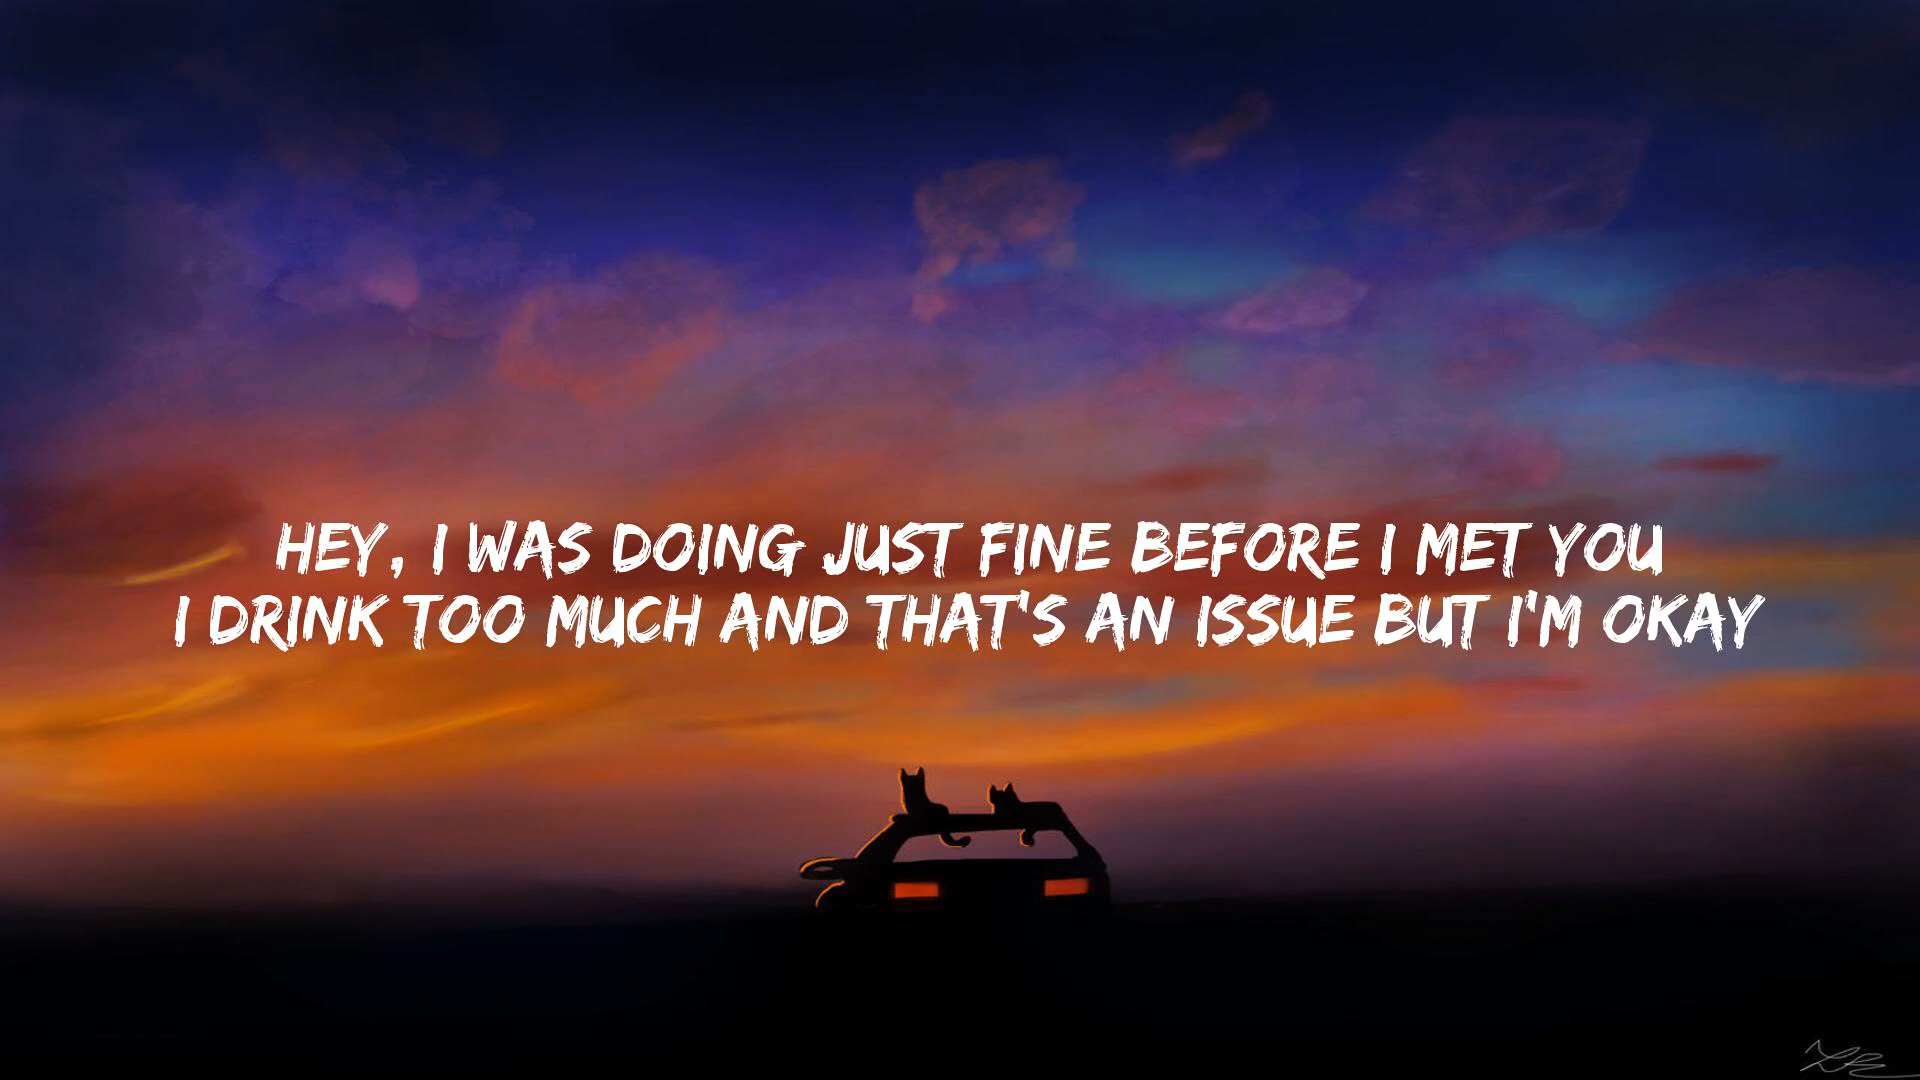 HEY, I WAS DOING JUST FINE BEFORE I MET YOU
I DRINK TOO MUCH AND THAT'S AN ISSUE BUT I'M OKAY